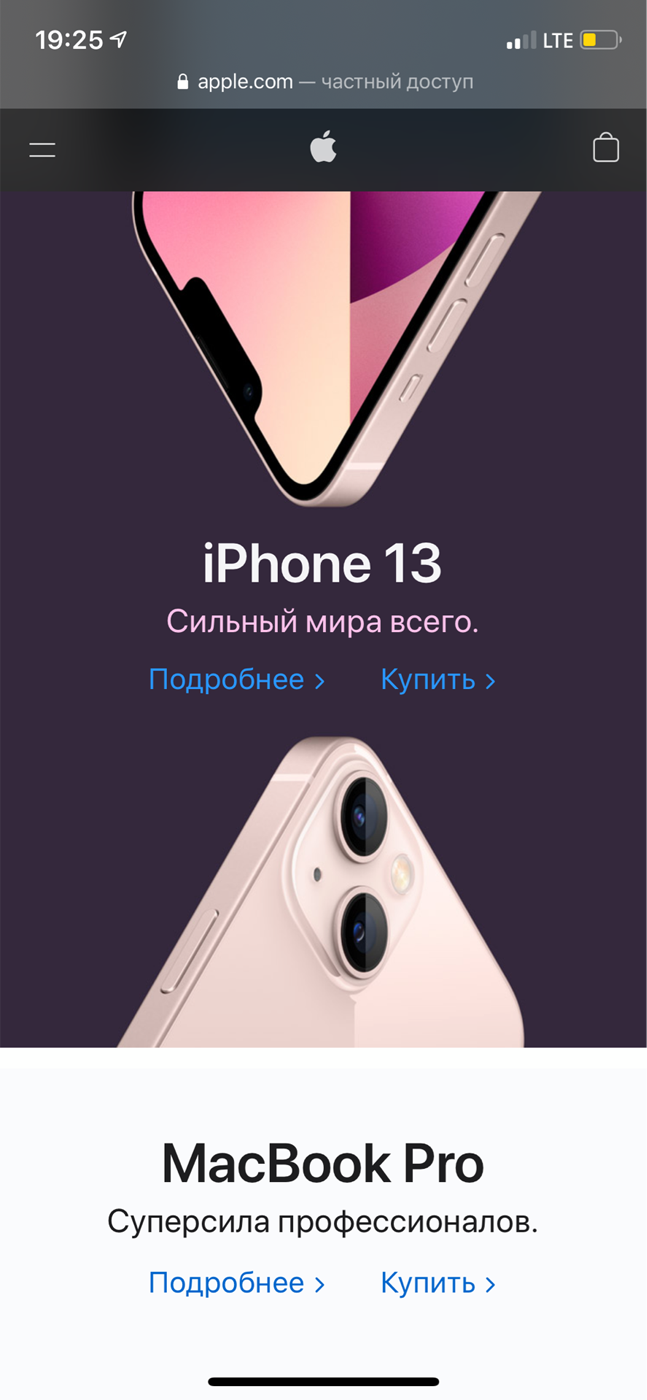 19:25 LTE
apple.com — частный доступ
iPhone 13
Сильный мира всего.
Подробнее > Купить >
MacBook Pro
Суперсила профессионалов.
Подробнее > Купить >